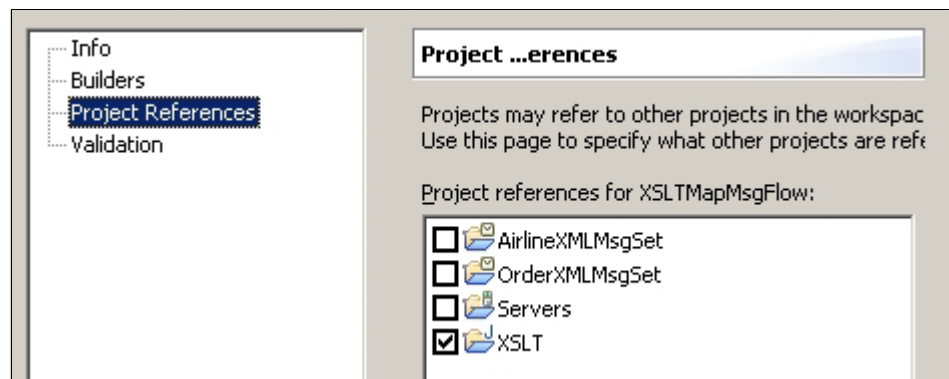 Info
Builders
Project References
Validation
Project ...erences
Projects may refer to other projects in the workspac
Use this page to specify what other projects are refe
Project references for XSLTMapMsgFlow:
AirlineXMLMsgSet
OrderXMLMsgSet
Servers
XSLT